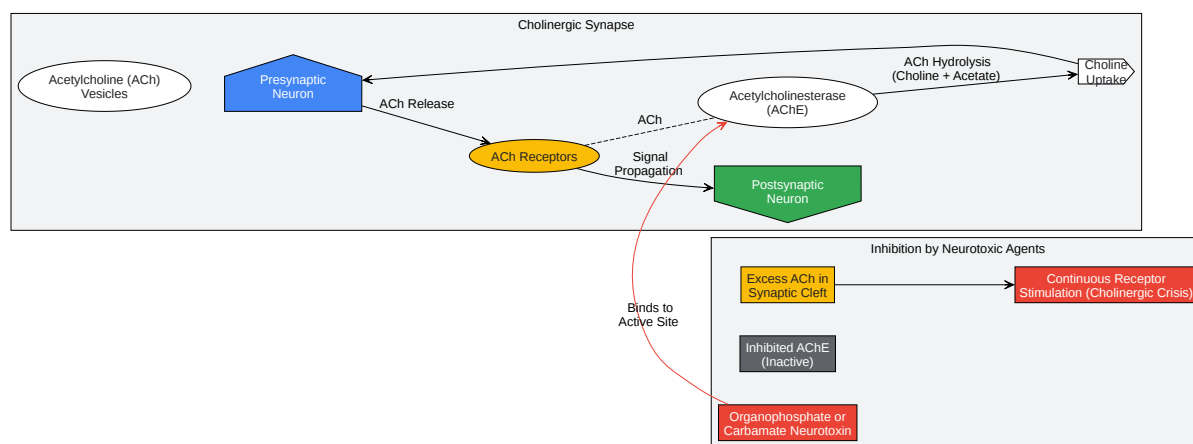 Cholinergic Synapse
Acetylcholine (ACh)
Vesicles
Presynaptic
Neuron
ACh Release
ACh Receptors
ACh
Signal
Propagation
Acetylcholinesterase
(AChE)
ACh Hydrolysis
(Choline + Acetate)
Choline
Uptake
Postsynaptic
Neuron
Inhibition by Neurotoxic Agents
Excess ACh in
Synaptic Cleft
Continuous Receptor
Stimulation (Cholinergic Crisis)
Binds to
Active Site
Inhibited AChE
(Inactive)
Organophosphate or
Carbamate Neurotoxin